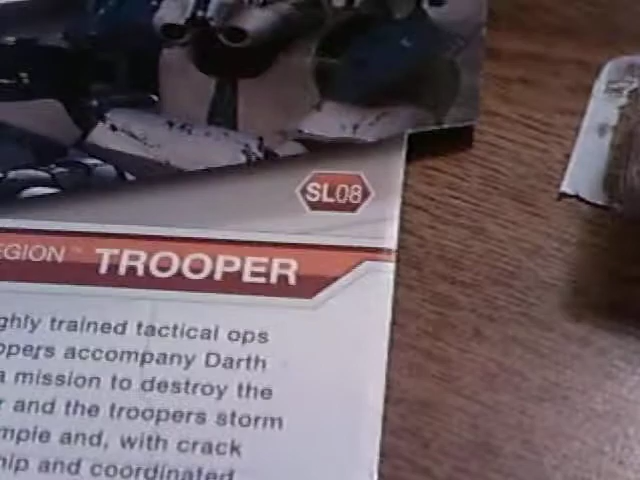 SL08
EGION™ TROOPER
ghly trained tactical ops
opers accompany Darth
a mission to destroy the
r and the troopers storm
mple and, with crack
hip and coordinated